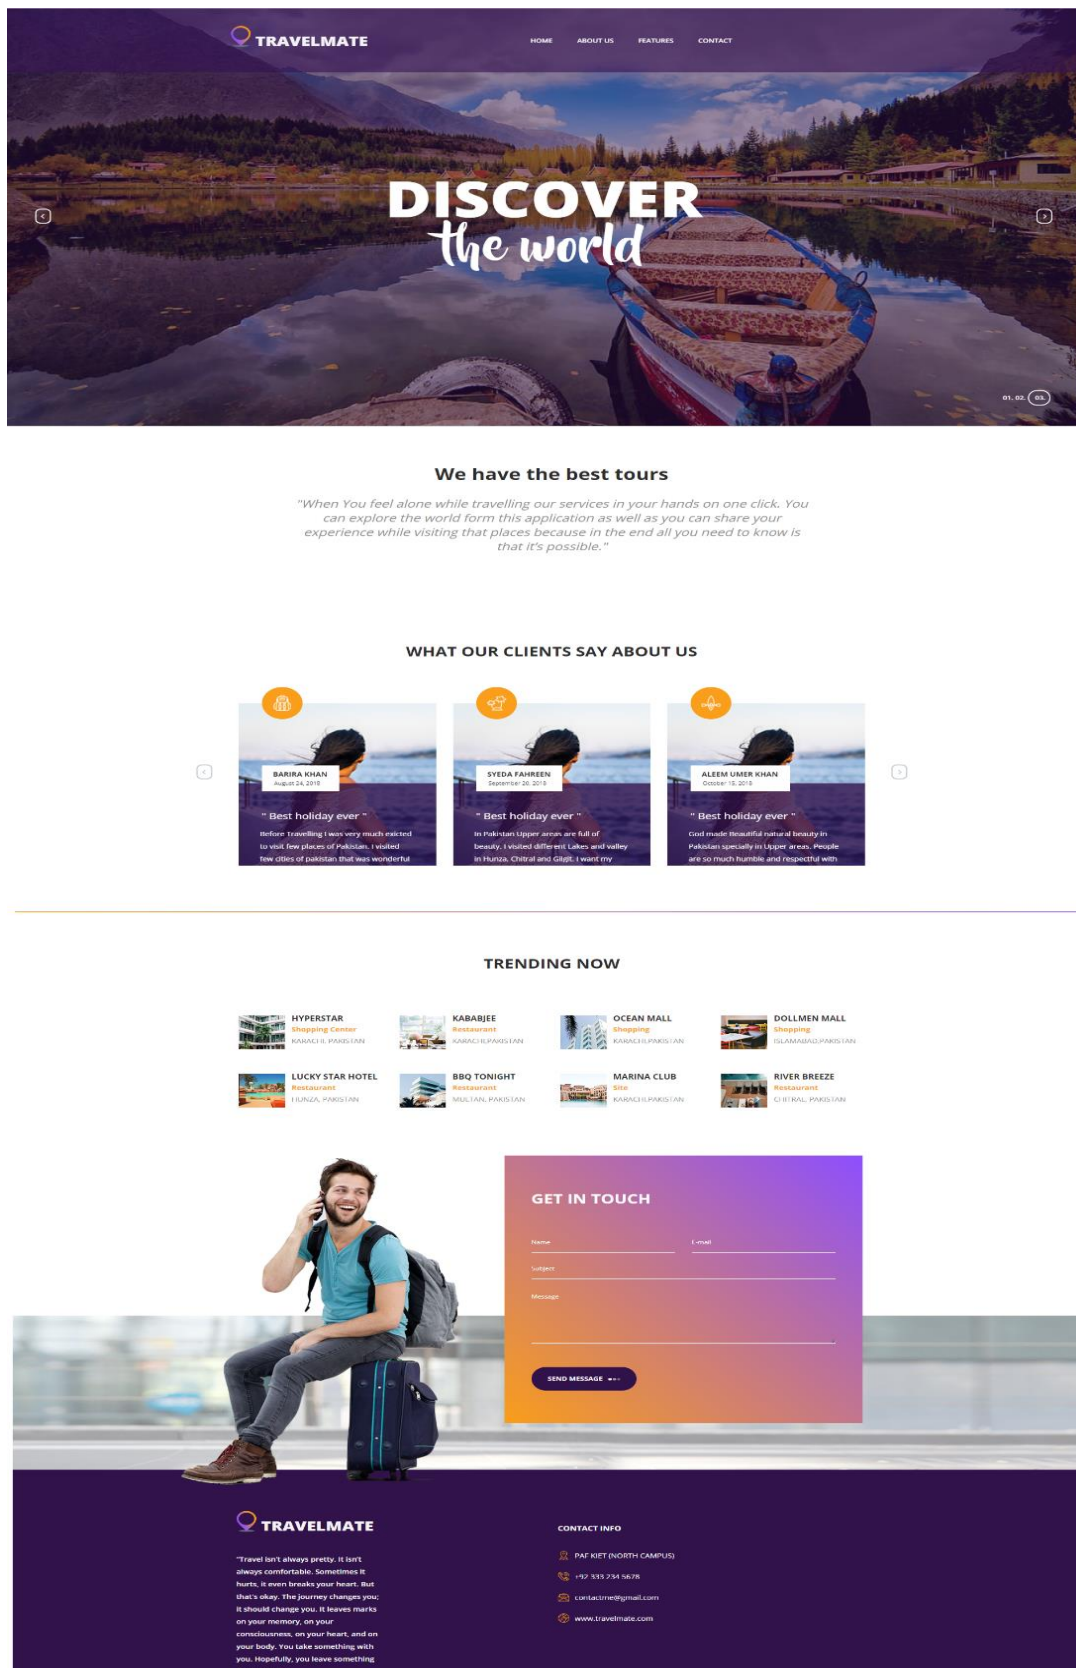 TRAVELMATE
HOME ABOUT US FEATURES CONTACT
DISCOVER
the world
01. 02. 03.
We have the best tours
"When You feel alone while travelling our services in your hands on one click. You
can explore the world form this application as well as you can share your
experience while visiting that places because in the end all you need to know is
that it's possible."
WHAT OUR CLIENTS SAY ABOUT US
BARIRA KHAN
August 24, 2018
" Best holiday ever "
Before Travelling I was very much exicted
to visit few places of Pakistan. I visited
few cities of pakistan that was wonderful
SYEDA FAHREEN
September 20, 2018
" Best holiday ever "
In Pakistan Upper areas are full of
beauty. I visited different Lakes and valley
in Hunza, Chitral and Gilgit. I want my
ALEEM UMER KHAN
October 15, 2018
" Best holiday ever "
God made Beautiful natural beauty in
Pakistan specially in Upper areas. People
are so much humble and respectful with
TRENDING NOW
HYPERSTAR
Shopping Center
KARACHI, PAKISTAN
KABABJEE
Restaurant
KARACHI,PAKISTAN
OCEAN MALL
Shopping
KARACHI,PAKISTAN
DOLLMEN MALL
Shopping
ISLAMABAD,PAKISTAN
LUCKY STAR HOTEL
Restaurant
HUNZA, PAKISTAN
BBQ TONIGHT
Restaurant
MULTAN, PAKISTAN
MARINA CLUB
Site
KARACHI,PAKISTAN
RIVER BREEZE
Restaurant
CHITRAL, PAKISTAN
GET IN TOUCH
Name E-mail
Subject
Message
SEND MESSAGE
TRAVELMATE
"Travel isn't always pretty. It isn't
always comfortable. Sometimes it
hurts, it even breaks your heart. But
that's okay. The journey changes you;
it should change you. It leaves marks
on your memory, on your
consciousness, on your heart, and on
your body. You take something with
you. Hopefully, you leave something
CONTACT INFO
PAF KIET (NORTH CAMPUS)
+92 333 234 5678
contactme@gmail.com
www.travelmate.com